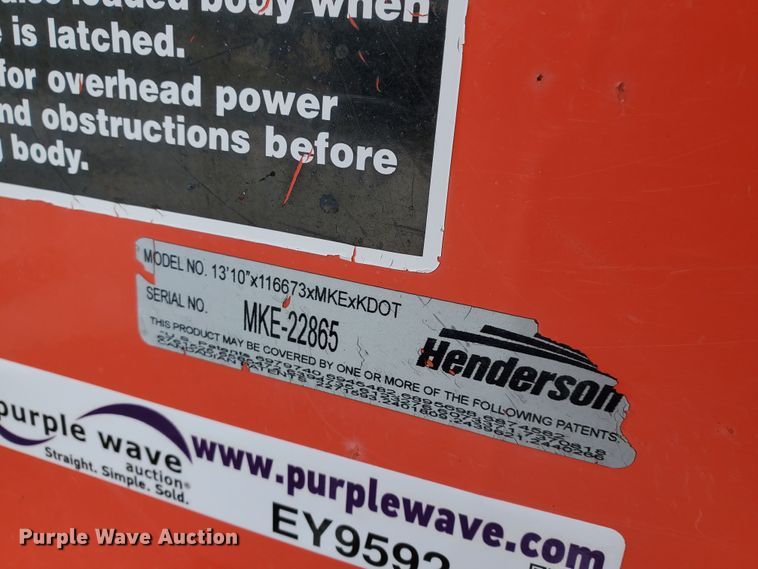 body when
is latched.
for overhead power
nd obstructions before
body.
MODEL NO. 13'10"x116673xMKExKDOT
SERIAL NO. MKE-22865
Henderson
THIS PRODUCT MAY BE COVERED BY ONE OR MORE OF THE FOLLOWING PATENTS:
purple wave
auction®
Straight. Simple. Sold.
www.purplewave.com
EY9592
Purple Wave Auction